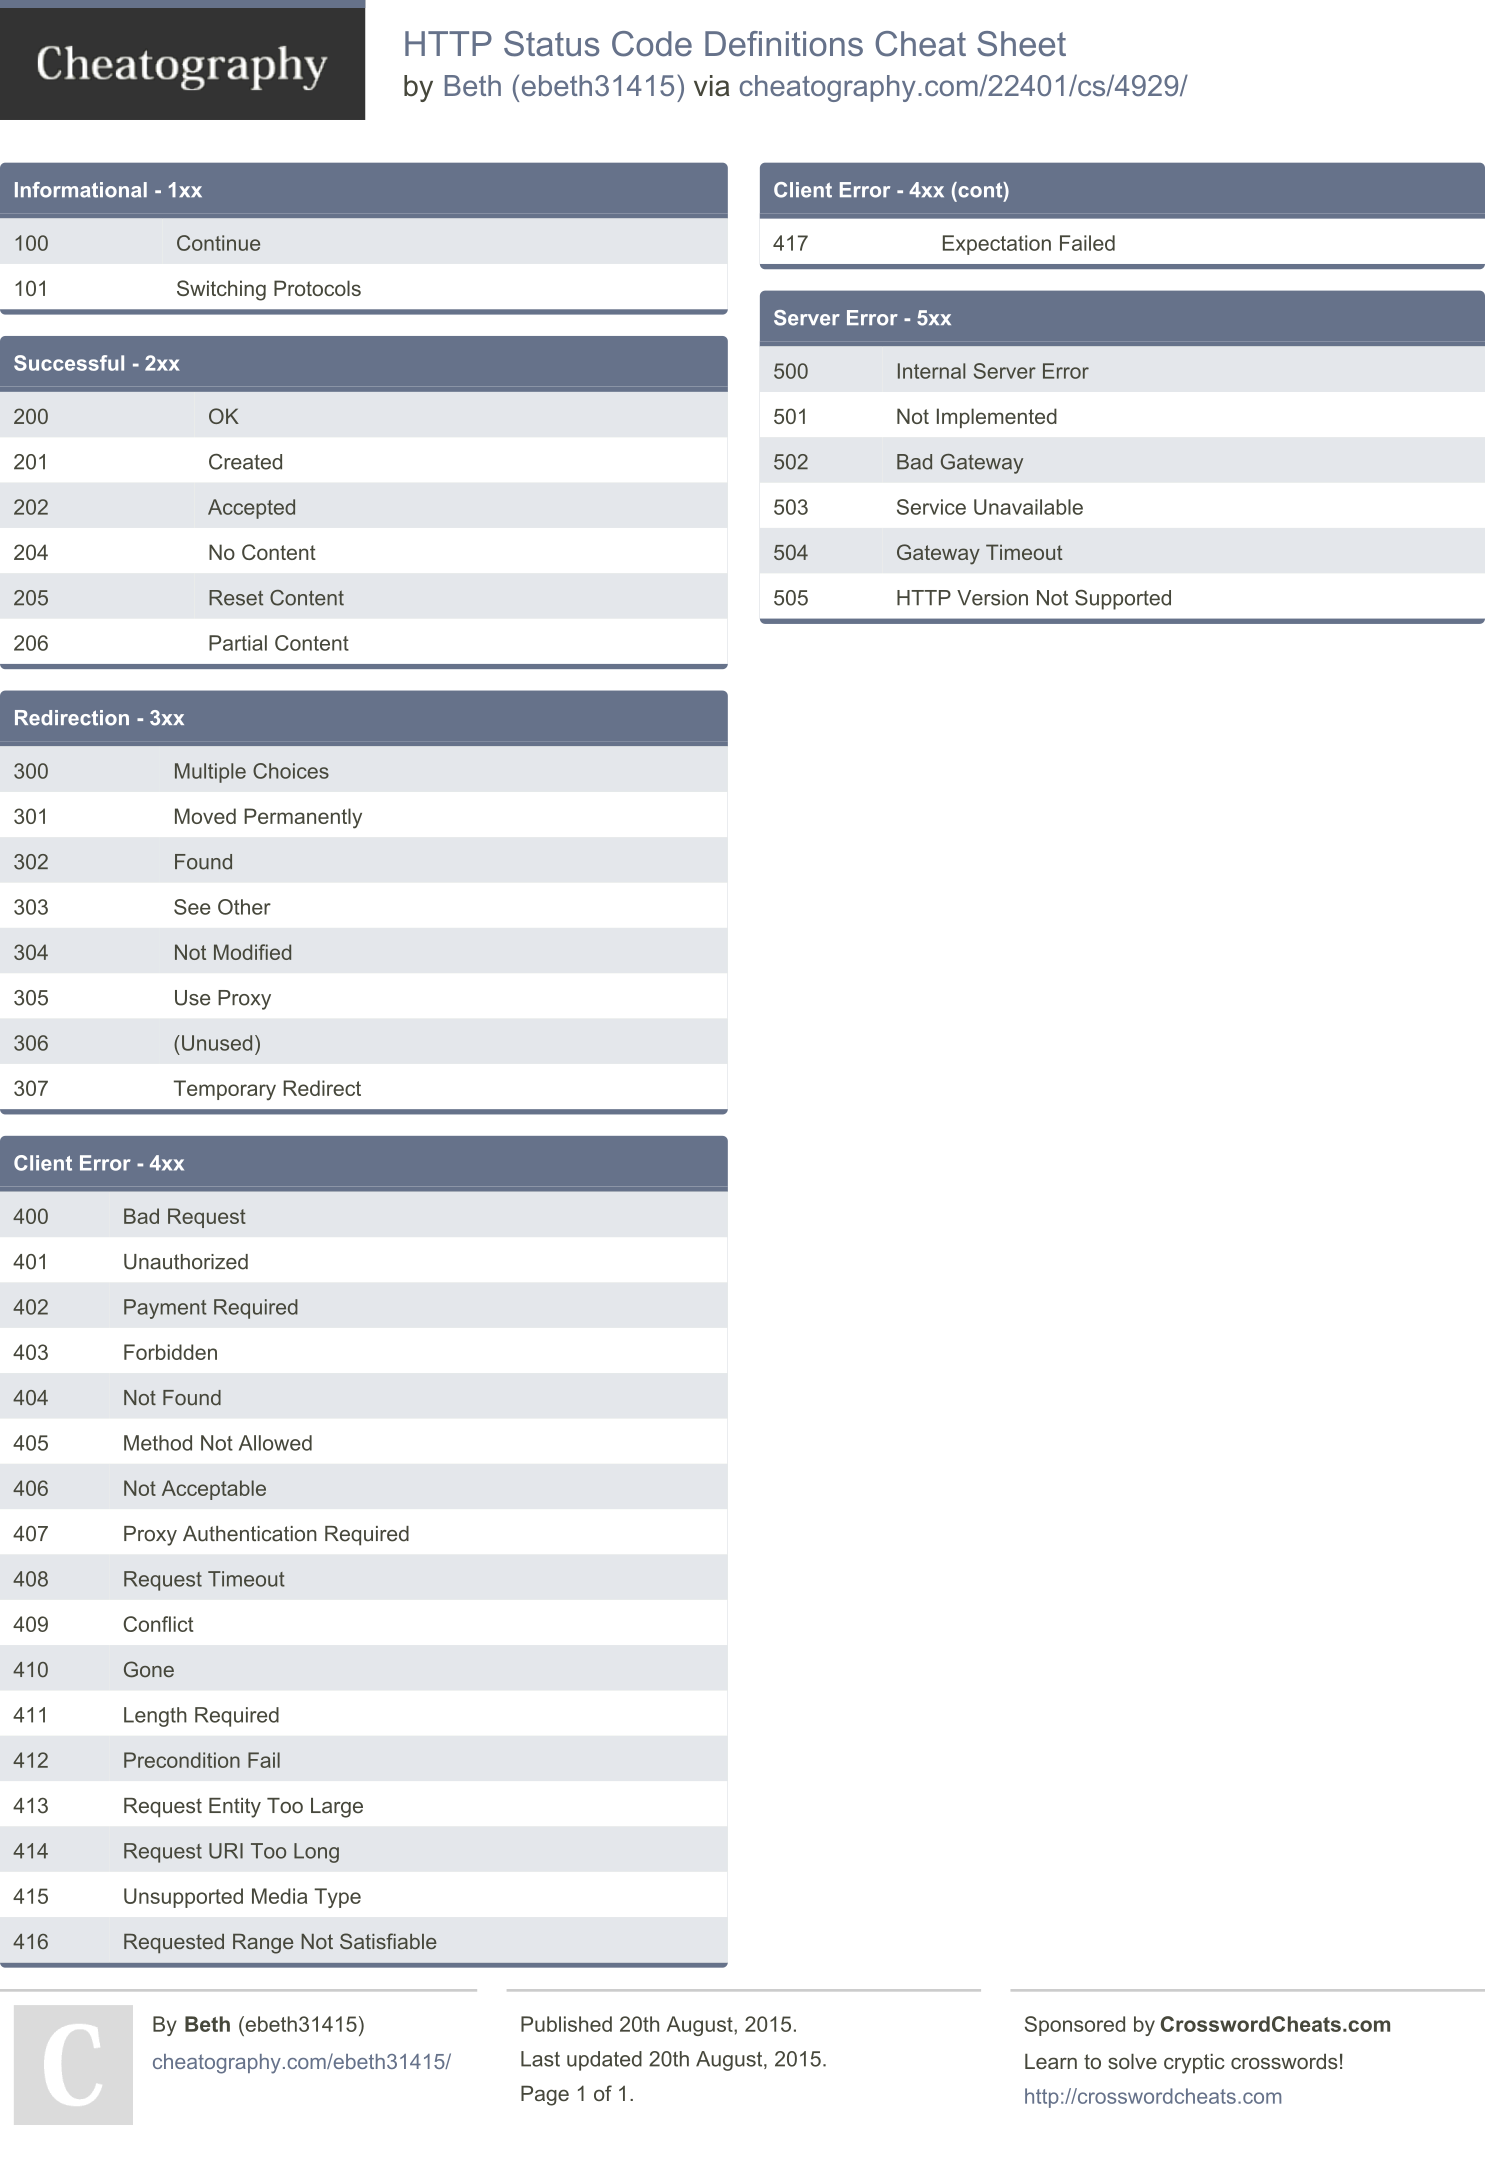 Cheatography
HTTP Status Code Definitions Cheat Sheet
by Beth (ebeth31415) via cheatography.com/22401/cs/4929/
Informational - 1xx
100 Continue
101 Switching Protocols
Successful - 2xx
200 OK
201 Created
202 Accepted
204 No Content
205 Reset Content
206 Partial Content
Redirection - 3xx
300 Multiple Choices
301 Moved Permanently
302 Found
303 See Other
304 Not Modified
305 Use Proxy
306 (Unused)
307 Temporary Redirect
Client Error - 4xx
400 Bad Request
401 Unauthorized
402 Payment Required
403 Forbidden
404 Not Found
405 Method Not Allowed
406 Not Acceptable
407 Proxy Authentication Required
408 Request Timeout
409 Conflict
410 Gone
411 Length Required
412 Precondition Fail
413 Request Entity Too Large
414 Request URI Too Long
415 Unsupported Media Type
416 Requested Range Not Satisfiable
Client Error - 4xx (cont)
417 Expectation Failed
Server Error - 5xx
500 Internal Server Error
501 Not Implemented
502 Bad Gateway
503 Service Unavailable
504 Gateway Timeout
505 HTTP Version Not Supported
C
By Beth (ebeth31415)
cheatography.com/ebeth31415/
Published 20th August, 2015.
Last updated 20th August, 2015.
Page 1 of 1.
Sponsored by CrosswordCheats.com
Learn to solve cryptic crosswords!
http://crosswordcheats.com